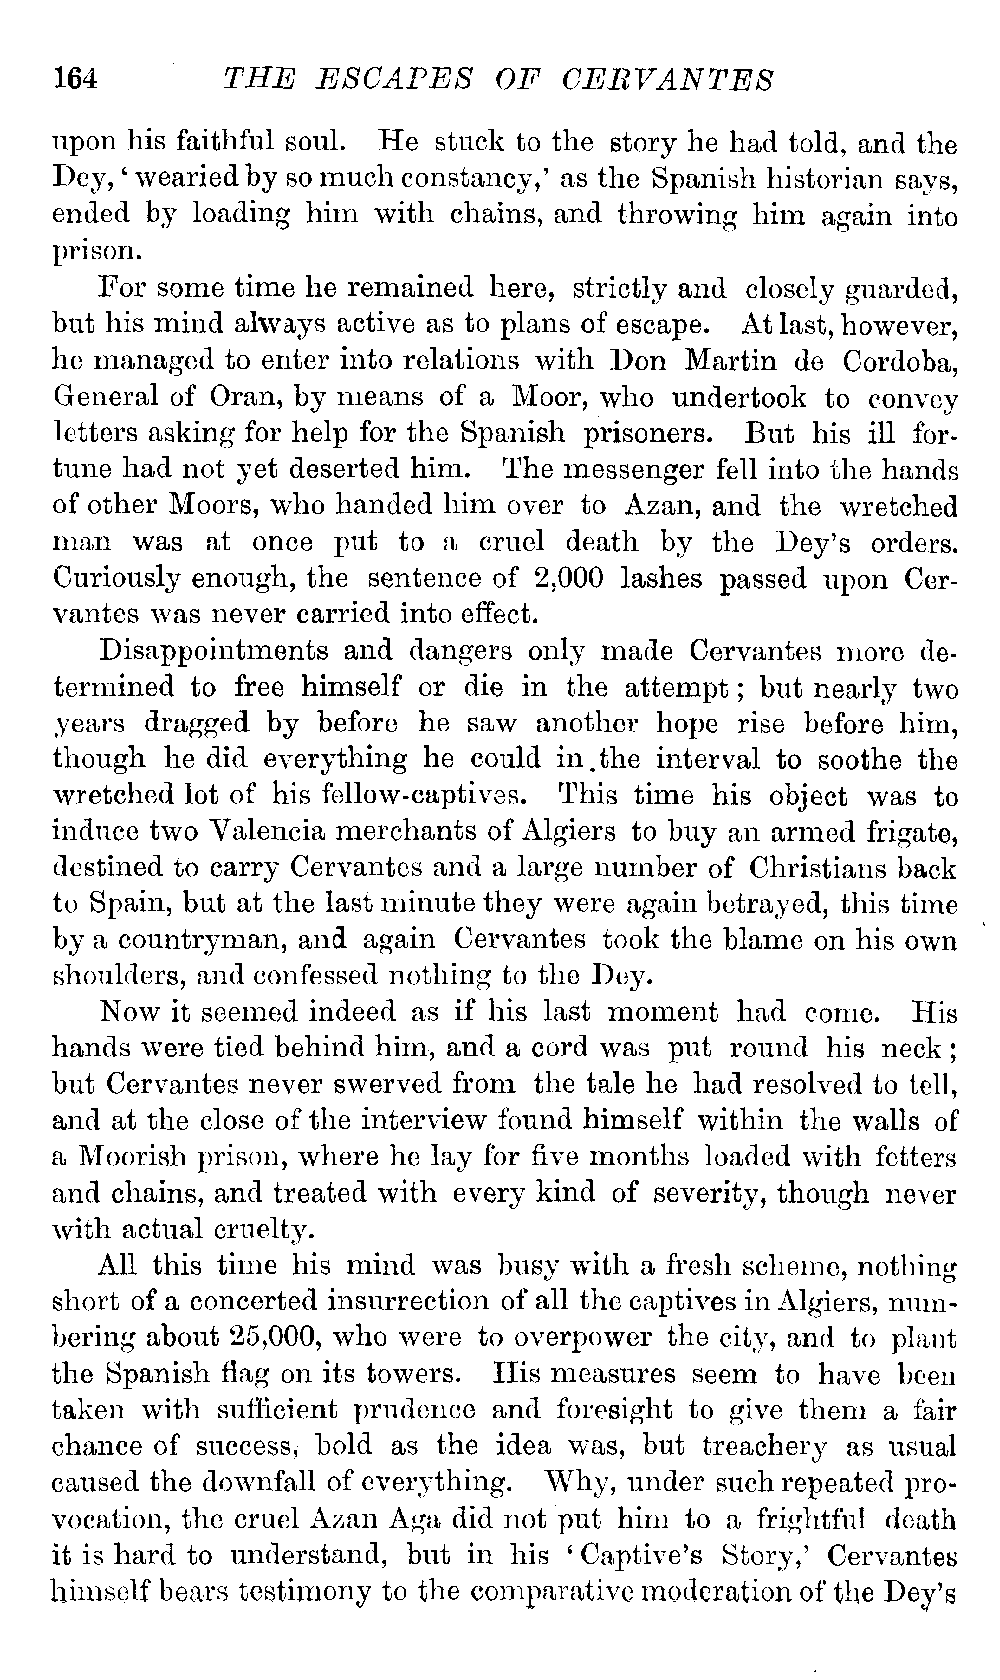 164 THE ESCAPES OF CERVANTES
upon his faithful soul. He stuck to the story he had told, and the
Dey, ‘wearied by so much constancy,’ as the Spanish historian says,
ended by loading him with chains, and throwing him again into
prison.
For some time he remained here, strictly and closely guarded,
but his mind always active as to plans of escape. At last, however,
he managed to enter into relations with Don Martin de Cordoba,
General of Oran, by means of a Moor, who undertook to convey
letters asking for help for the Spanish prisoners. But his ill for-
tune had not yet deserted him. The messenger fell into the hands
of other Moors, who handed him over to Azan, and the wretched
man was at once put to a cruel death by the Dey’s orders.
Curiously enough, the sentence of 2,000 lashes passed upon Cer-
vantes was never carried into effect.
Disappointments and dangers only made Cervantes more de-
termined to free himself or die in the attempt; but nearly two
years dragged by before he saw another hope rise before him,
though he did everything he could in the interval to soothe the
wretched lot of his fellow-captives. This time his object was to
induce two Valencia merchants of Algiers to buy an armed frigate,
destined to carry Cervantes and a large number of Christians back
to Spain, but at the last minute they were again betrayed, this time
by a countryman, and again Cervantes took the blame on his own
shoulders, and confessed nothing to the Dey.
Now it seemed indeed as if his last moment had come. His
hands were tied behind him, and a cord was put round his neck;
but Cervantes never swerved from the tale he had resolved to tell,
and at the close of the interview found himself within the walls of
a Moorish prison, where he lay for five months loaded with fetters
and chains, and treated with every kind of severity, though never
with actual cruelty.
All this time his mind was busy with a fresh scheme, nothing
short of a concerted insurrection of all the captives in Algiers, num-
bering about 25,000, who were to overpower the city, and to plant
the Spanish flag on its towers. His measures seem to have been
taken with sufficient prudence and foresight to give them a fair
chance of success, bold as the idea was, but treachery as usual
caused the downfall of everything. Why, under such repeated pro-
vocation, the cruel Azan Aga did not put him to a frightful death
it is hard to understand, but in his ‘Captive’s Story,’ Cervantes
himself bears testimony to the comparative moderation of the Dey’s